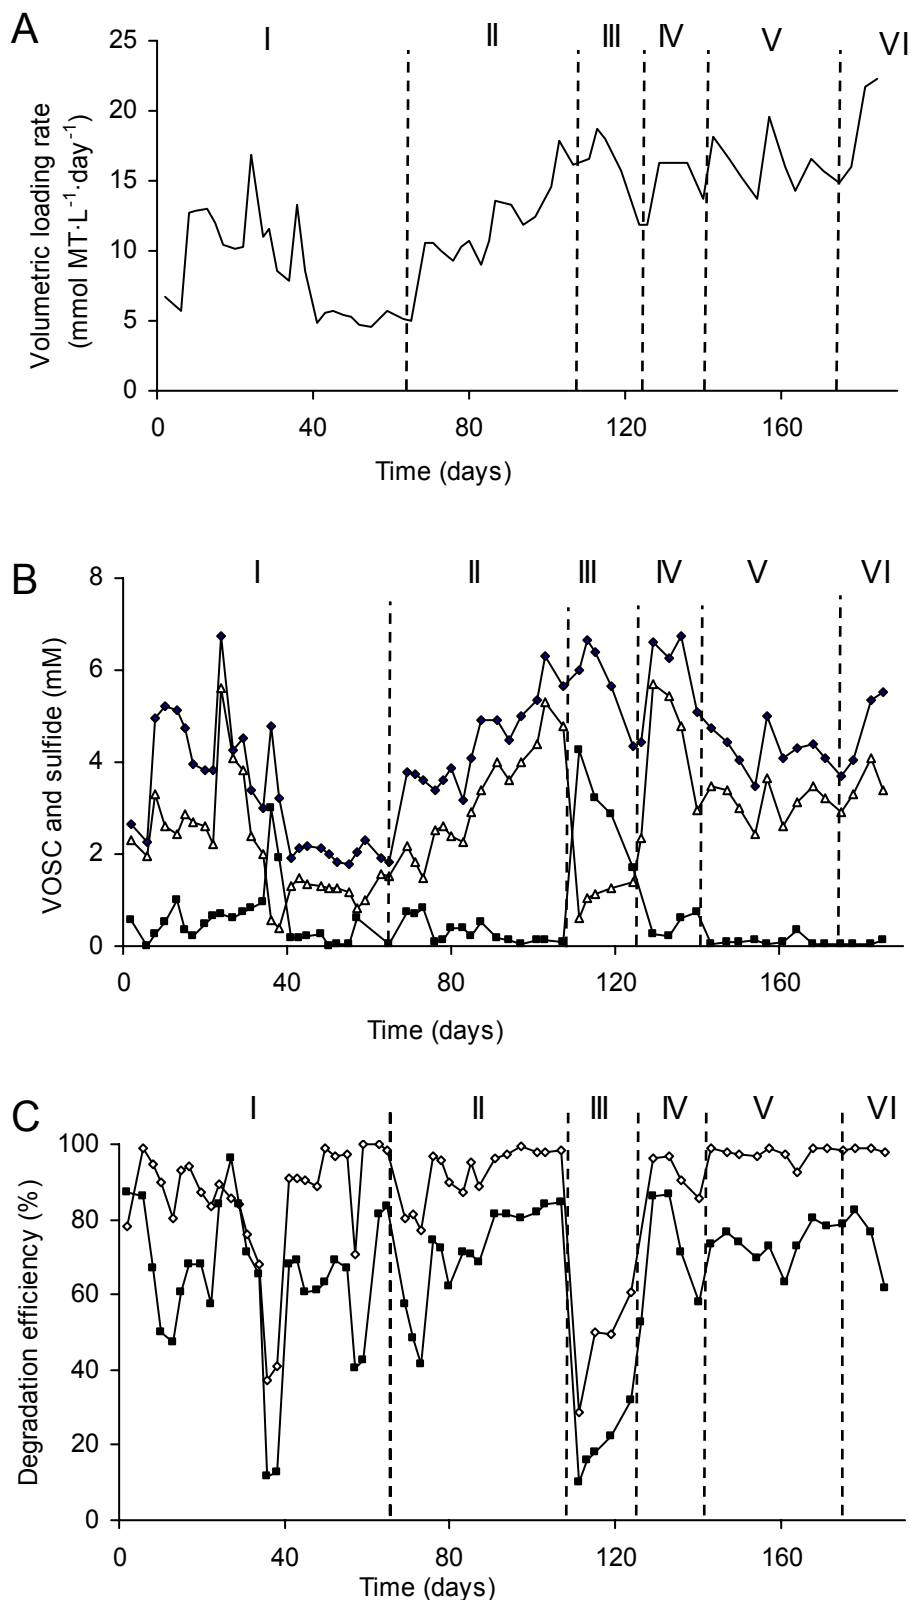 A
I II III IV V VI
25
20
15
10
5
0
Volumetric loading rate
(mmol MT·L⁻¹·day⁻¹)
0 40 80 120 160
Time (days)
B
I II III IV V VI
8
6
4
2
0
VOSC and sulfide (mM)
0 40 80 120 160
Time (days)
C
I II III IV V VI
100
80
60
40
20
0
Degradation efficiency (%)
0 40 80 120 160
Time (days)